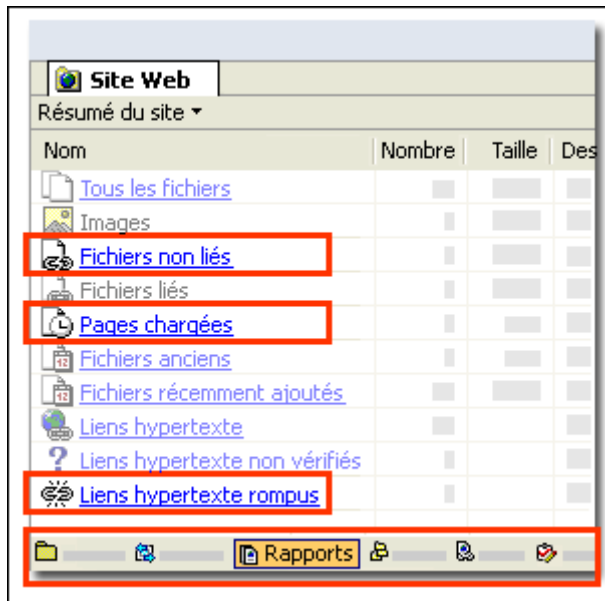 Site Web
Résumé du site
Nom Nombre Taille Des
Tous les fichiers
Images
Fichiers non liés
Fichiers liés
Pages chargées
Fichiers anciens
Fichiers récemment ajoutés
Liens hypertexte
? Liens hypertexte non vérifiés
Liens hypertexte rompus
Rapports